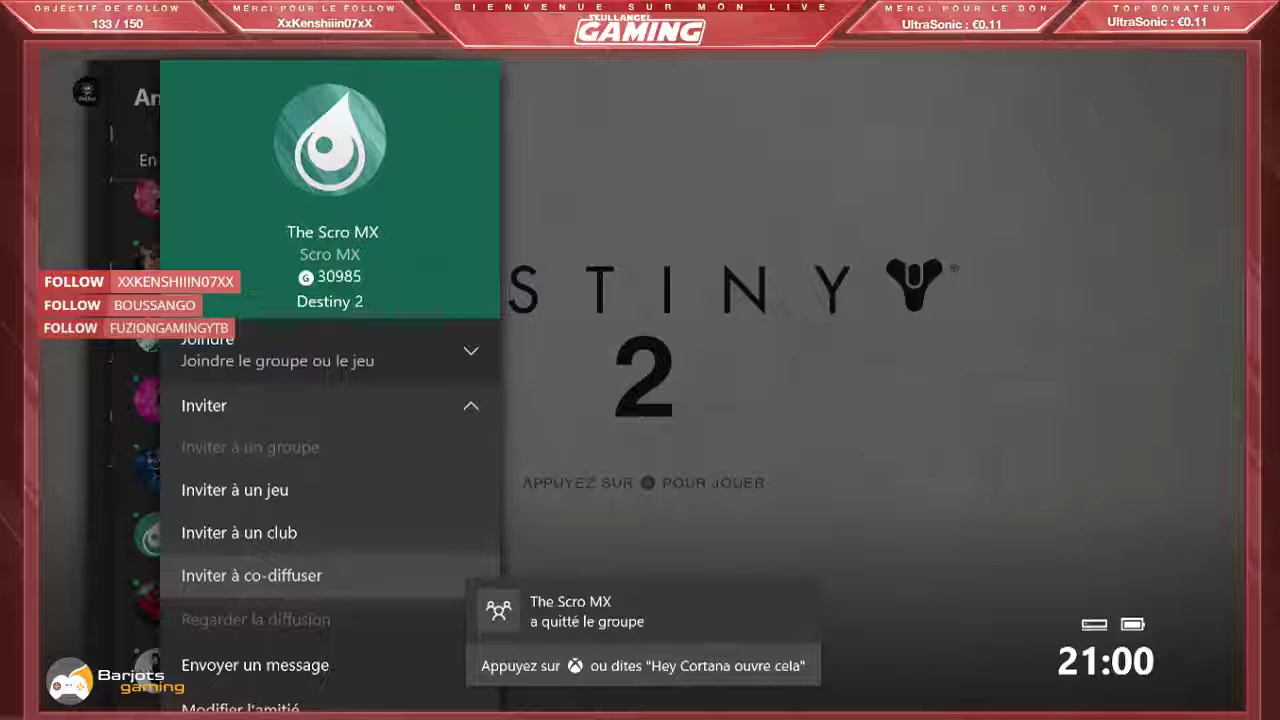 OBJECTIF DE FOLLOW
133 / 150
MERCI POUR LE FOLLOW
XxKenshiiin07xX
BIENVENUE SUR MON LIVE
SKULLANGEL
GAMING
MERCI POUR LE DON
UltraSonic : €0.11
TOP DONATEUR
UltraSonic : €0.11
An
En
The Scro MX
Scro MX
G 30985
Destiny 2
FOLLOW XXKENSHIIIN07XX
FOLLOW BOUSSANGO
FOLLOW FUZIONGAMINGYTB
Joindre
Joindre le groupe ou le jeu
Inviter
Inviter à un groupe
Inviter à un jeu
Inviter à un club
Inviter à co-diffuser
Regarder la diffusion
Envoyer un message
Modifier l'amitié
STINY
2
APPUYEZ SUR A POUR JOUER
The Scro MX
a quitté le groupe
Appuyez sur ou dites "Hey Cortana ouvre cela"
21:00
Barjots
gaming